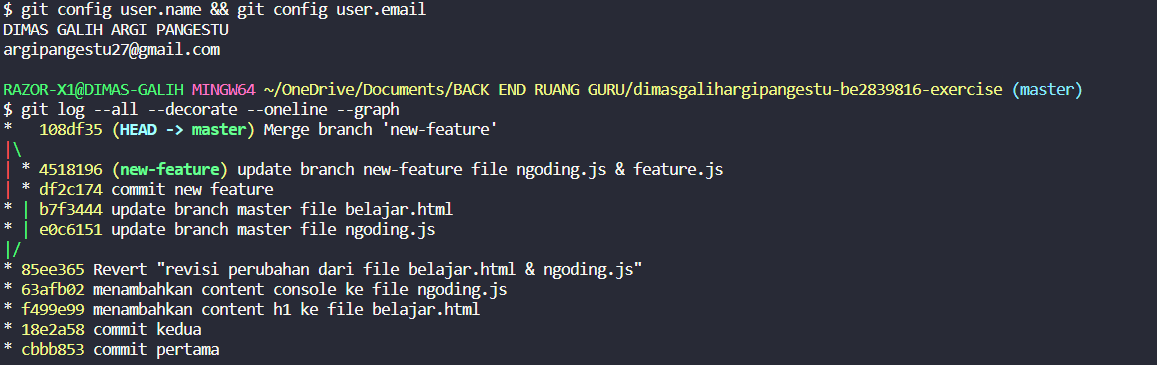 $ git config user.name && git config user.email
DIMAS GALIH ARGI PANGESTU
argipangestu27@gmail.com
RAZOR-X1@DIMAS-GALIH MINGW64 ~/OneDrive/Documents/BACK END RUANG GURU/dimasgalihargipangestu-be2839816-exercise (master)
$ git log --all --decorate --oneline --graph
*   108df35 (HEAD -> master) Merge branch 'new-feature'
|\
| * 4518196 (new-feature) update branch new-feature file ngoding.js & feature.js
| * df2c174 commit new feature
* | b7f3444 update branch master file belajar.html
* | e0c6151 update branch master file ngoding.js
|/
* 85ee365 Revert "revisi perubahan dari file belajar.html & ngoding.js"
* 63afb02 menambahkan content console ke file ngoding.js
* f499e99 menambahkan content h1 ke file belajar.html
* 18e2a58 commit kedua
* cbbb853 commit pertama